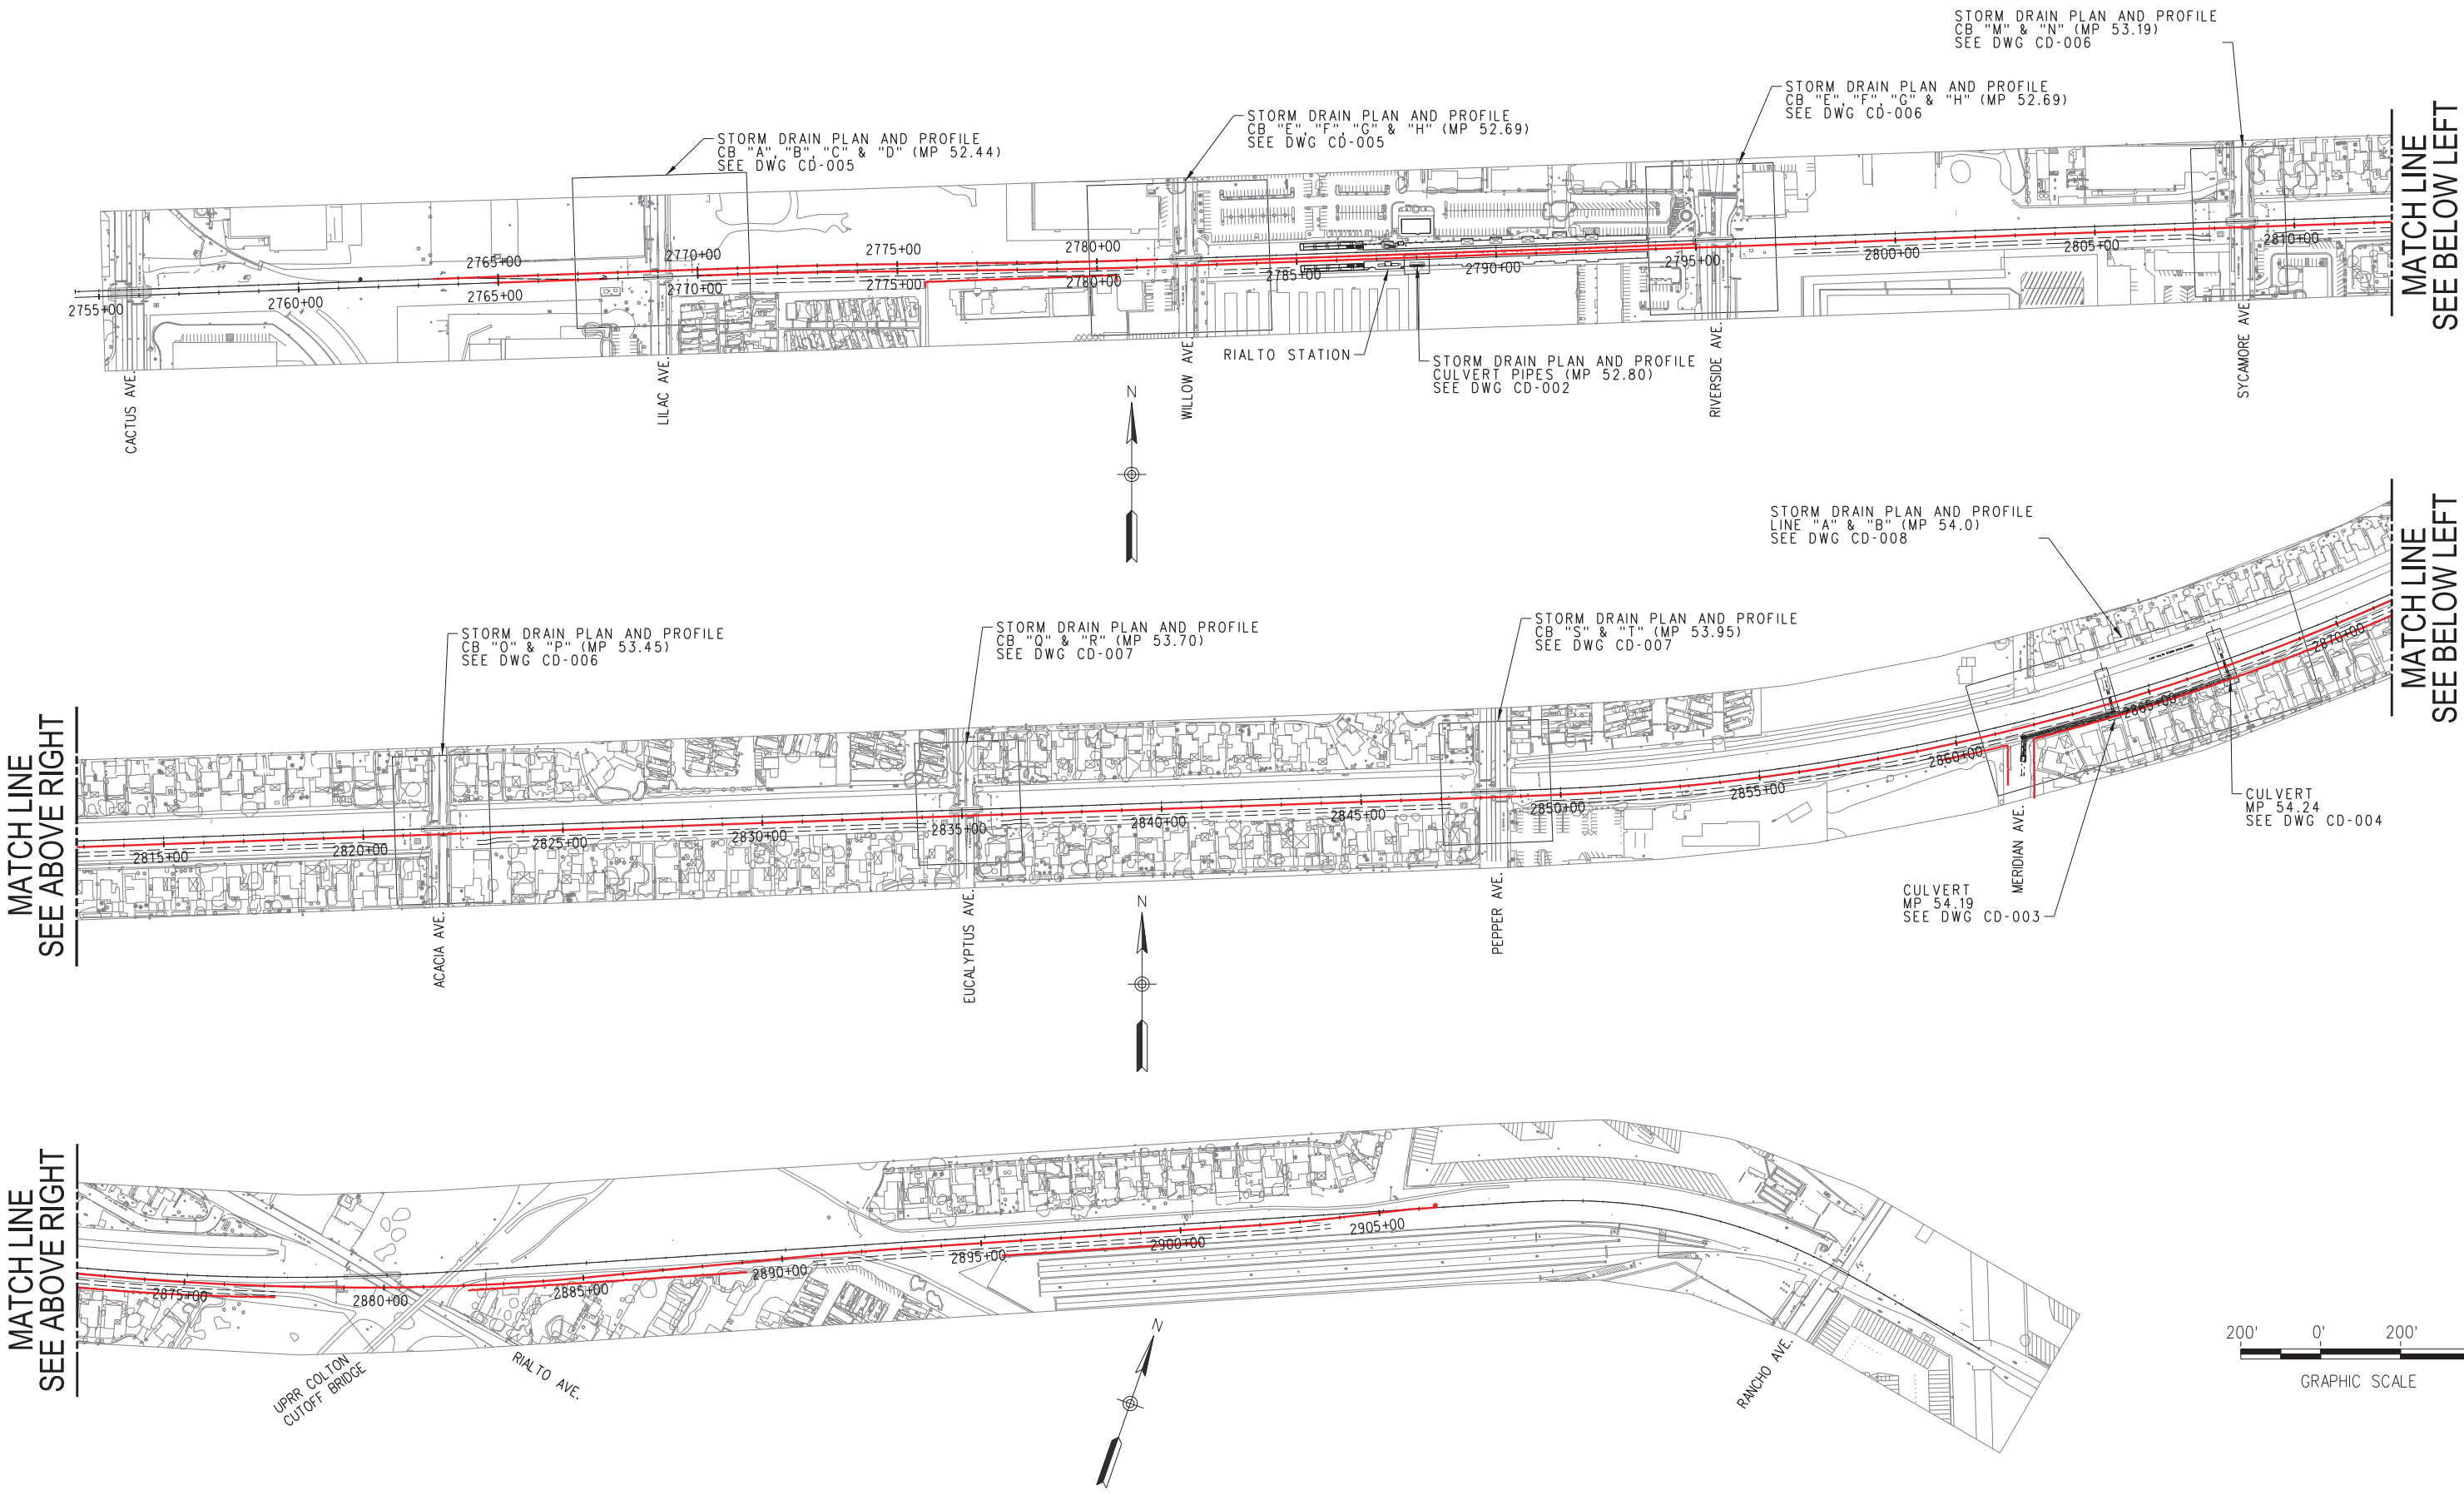 STORM DRAIN PLAN AND PROFILE
CB "M" & "N" (MP 53.19)
SEE DWG CD-006
STORM DRAIN PLAN AND PROFILE
CB "E", "F", "G" & "H" (MP 52.69)
SEE DWG CD-006
STORM DRAIN PLAN AND PROFILE
CB "E", "F", "G" & "H" (MP 52.69)
SEE DWG CD-005
STORM DRAIN PLAN AND PROFILE
CB "A", "B", "C" & "D" (MP 52.44)
SEE DWG CD-005
MATCH LINE
SEE BELOW LEFT
2755+00
2760+00
2765+00
2765+00
2770+00
2770+00
2775+00
2775+00
2780+00
2780+00
2785+00
2790+00
2795+00
2800+00
2805+00
2810+00
RIALTO STATION
STORM DRAIN PLAN AND PROFILE
CULVERT PIPES (MP 52.80)
SEE DWG CD-002
CACTUS AVE.
LILAC AVE.
WILLOW AVE.
RIVERSIDE AVE.
SYCAMORE AVE
N
STORM DRAIN PLAN AND PROFILE
LINE "A" & "B" (MP 54.0)
SEE DWG CD-008
MATCH LINE
SEE BELOW LEFT
STORM DRAIN PLAN AND PROFILE
CB "O" & "P" (MP 53.45)
SEE DWG CD-006
STORM DRAIN PLAN AND PROFILE
CB "Q" & "R" (MP 53.70)
SEE DWG CD-007
STORM DRAIN PLAN AND PROFILE
CB "S" & "T" (MP 53.95)
SEE DWG CD-007
MATCH LINE
SEE ABOVE RIGHT
2815+00
2820+00
2825+00
2830+00
2835+00
2840+00
2845+00
2850+00
2855+00
2860+00
2865+00
2870+00
CULVERT
MP 54.24
SEE DWG CD-004
CULVERT
MP 54.19
SEE DWG CD-003
ACACIA AVE.
EUCALYPTUS AVE.
PEPPER AVE.
MERIDIAN AVE.
N
MATCH LINE
SEE ABOVE RIGHT
2875+00
2880+00
2885+00
2890+00
2895+00
2900+00
2905+00
UPRR COLTON
CUTOFF BRIDGE
RIALTO AVE.
RANCHO AVE.
N
200'
0'
200'
GRAPHIC SCALE